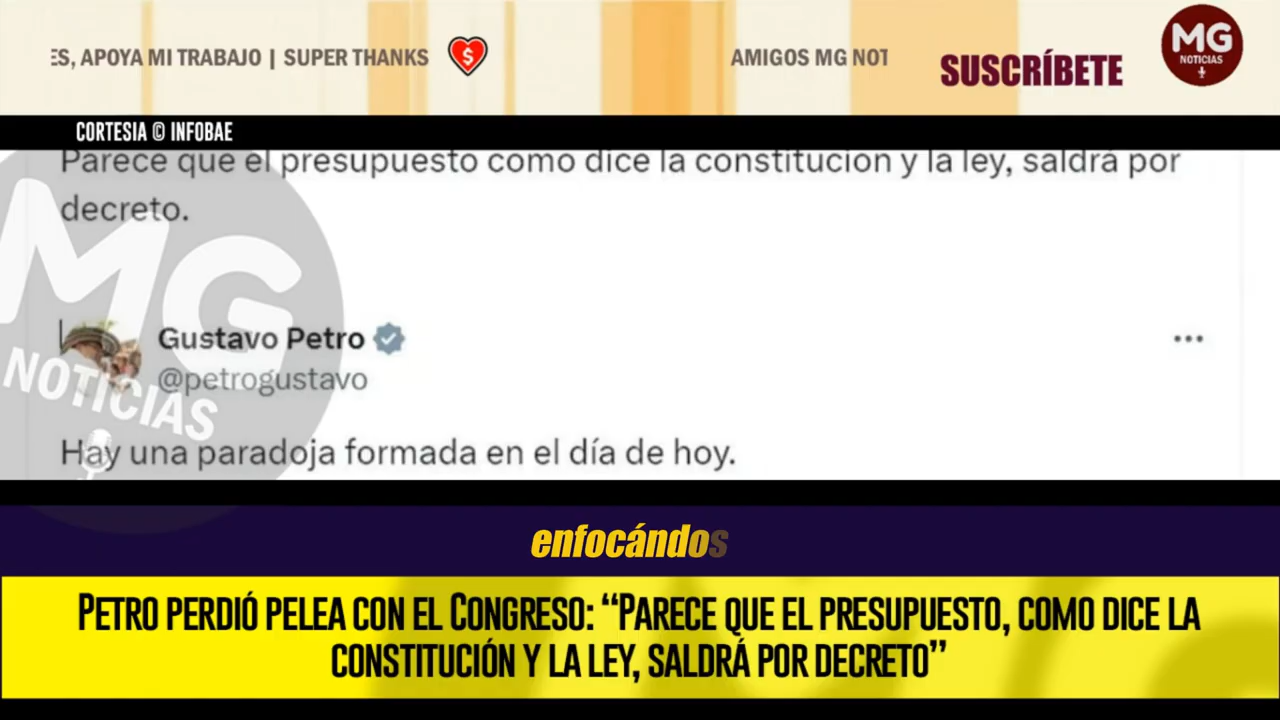 ES, APOYA MI TRABAJO | SUPER THANKS
AMIGOS MG NOT
SUSCRÍBETE
MG
NOTICIAS
CORTESIA © INFOBAE
Parece que el presupuesto como dice la constitución y la ley, saldrá por
decreto.
MG
NOTICIAS
Gustavo Petro
@petrogustavo
Hay una paradoja formada en el día de hoy.
enfocándos
PETRO PERDIÓ PELEA CON EL CONGRESO: “PARECE QUE EL PRESUPUESTO, COMO DICE LA
CONSTITUCIÓN Y LA LEY, SALDRÁ POR DECRETO”